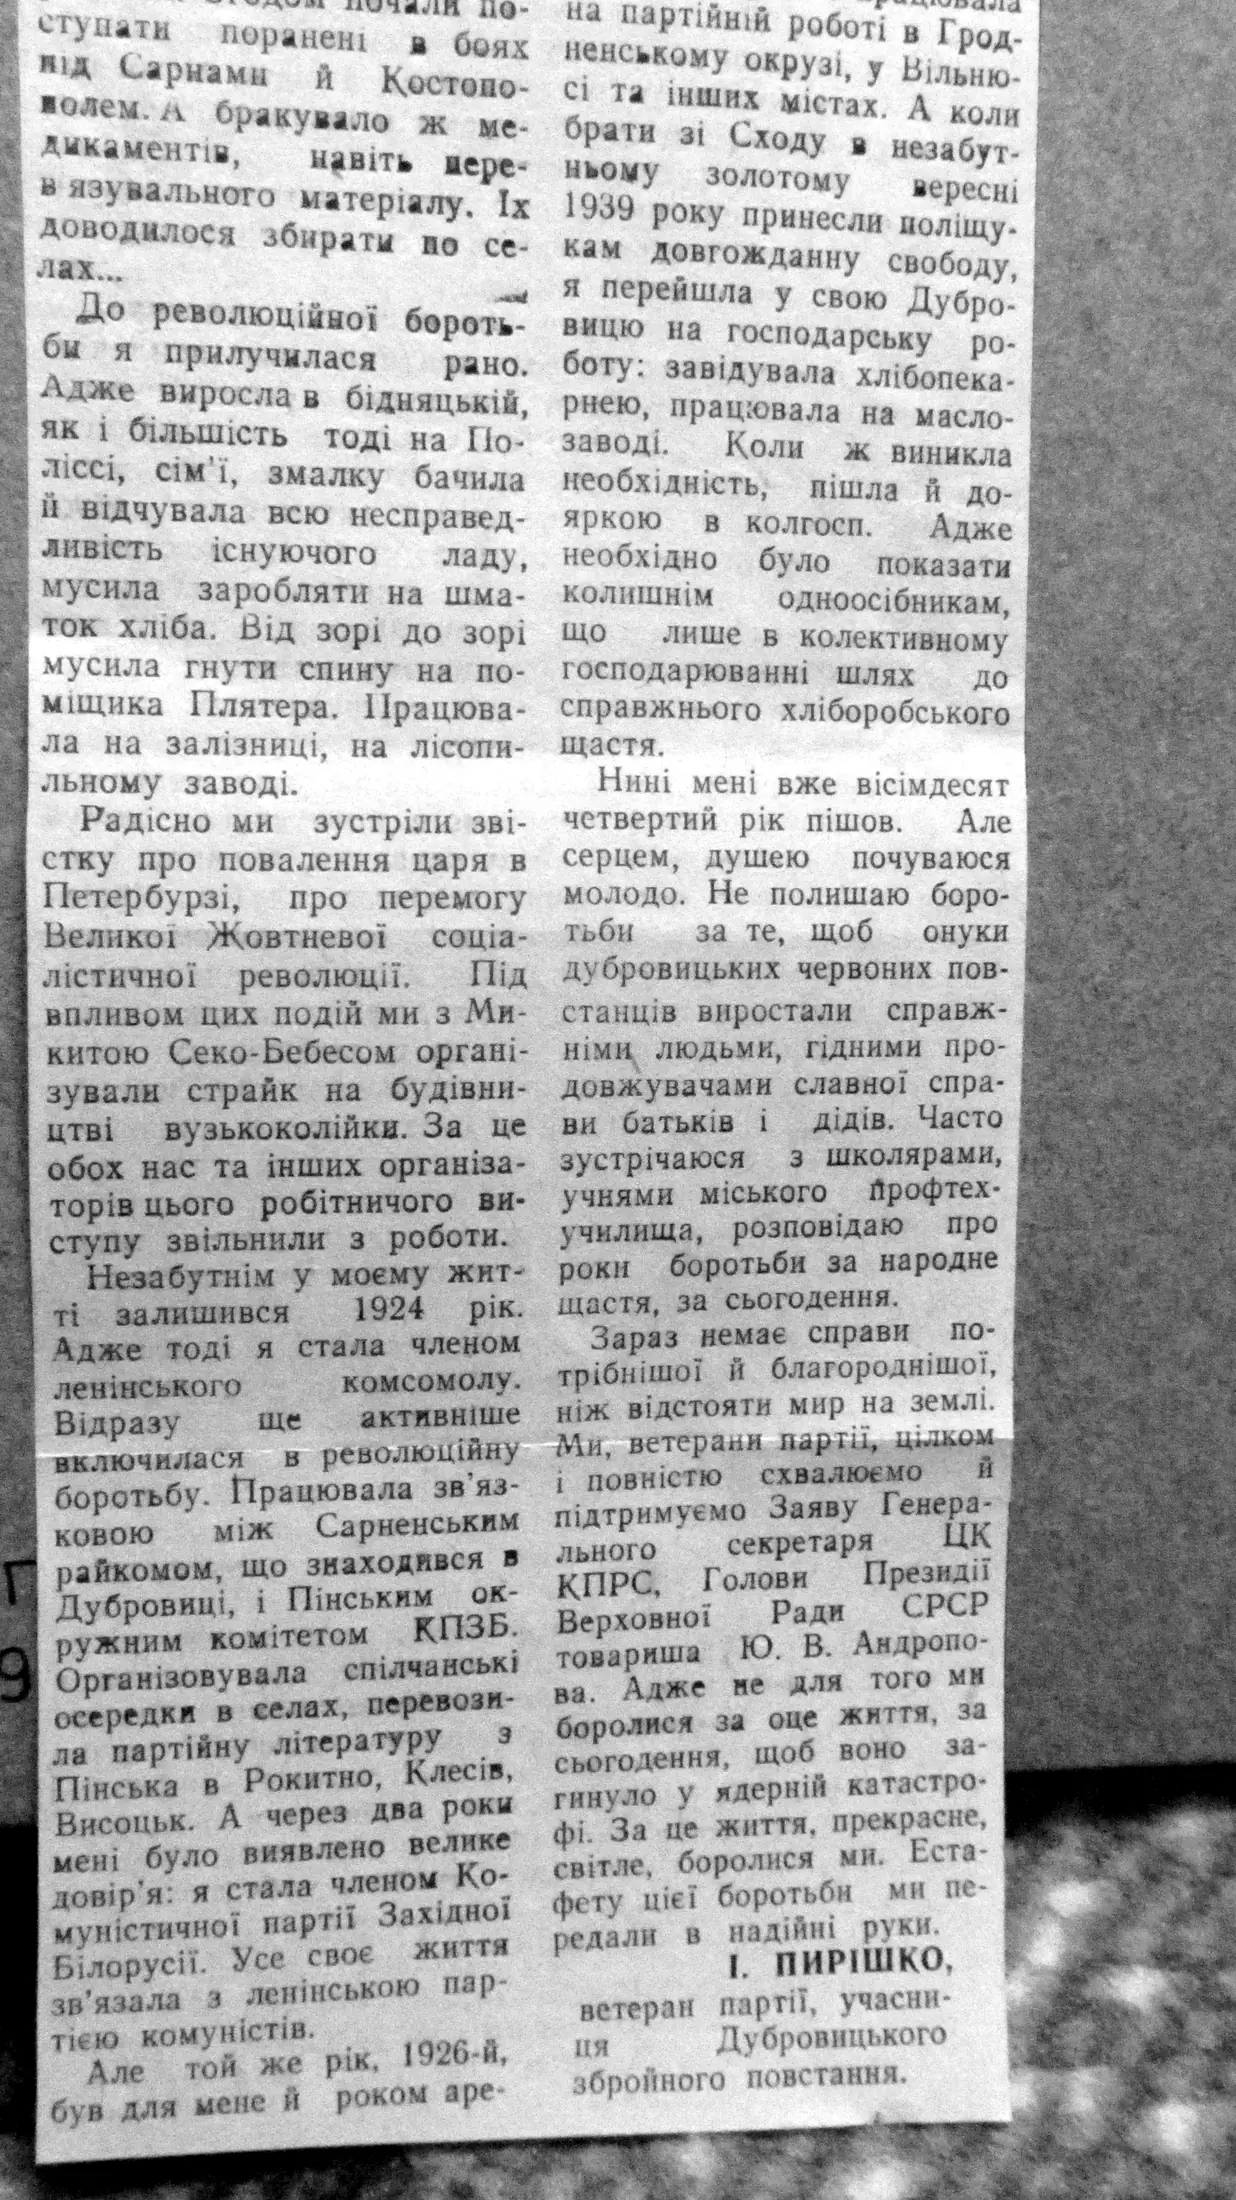 почали по-
ступати поранені в боях
під Сарнами й Костопо-
полем. А бракувало ж ме-
дикаментів, навіть пере-
в язувального матеріалу. Їх
доводилося збирати по се-
лах...
До революційної бороть-
би я прилучилася рано.
Адже виросла в бідняцькій,
як і більшість тоді на По-
ліссі, сім'ї, змалку бачила
й відчувала всю несправед-
ливість існуючого ладу,
мусила заробляти на шма-
ток хліба. Від зорі до зорі
мусила гнути спину на по-
міщика Плятера. Працюва-
ла на залізниці, на лісопи-
льному заводі.
Радісно ми зустріли зві-
стку про повалення царя в
Петербурзі, про перемогу
Великої Жовтневої соціа-
лістичної революції. Під
впливом цих подій ми з Ми-
китою Секо-Бебесом органі-
зували страйк на будівни-
цтві вузькоколійки. За це
обох нас та інших організа-
торів цього робітничого ви-
ступу звільнили з роботи.
Незабутнім у моєму жит-
ті залишився 1924 рік.
Адже тоді я стала членом
ленінського комсомолу.
Відразу ще активніше
включилася в революційну
боротьбу. Працювала зв'яз-
ковою між Сарненським
райкомом, що знаходився в
Дубровиці, і Пінським ок-
ружним комітетом КПЗБ.
Організовувала спілчанські
осередки в селах, перевози-
ла партійну літературу з
Пінська в Рокитно, Клесів,
Висоцьк. А через два роки
мені було виявлено велике
довір'я: я стала членом Ко-
муністичної партії Західної
Білорусії. Усе своє життя
зв'язала з ленінською пар-
тією комуністів.
Але той же рік, 1926-й,
був для мене й роком аре-
на партійній роботі в Грод-
ненському окрузі, у Вільню-
сі та інших містах. А коли
брати зі Сходу в незабут-
ньому золотому вересні
1939 року принесли поліщу-
кам довгожданну свободу,
я перейшла у свою Дубро-
вицю на господарську ро-
боту: завідувала хлібопека-
рнею, працювала на масло-
заводі. Коли ж виникла
необхідність, пішла й до-
яркою в колгосп. Адже
необхідно було показати
колишнім одноосібникам,
що лише в колективному
господарюванні шлях до
справжнього хліборобського
щастя.
Нині мені вже вісімдесят
четвертий рік пішов. Але
серцем, душею почуваюся
молодо. Не полишаю боро-
тьби за те, щоб онуки
дубровицьких червоних пов-
станців виростали справж-
німи людьми, гідними про-
довжувачами славної спра-
ви батьків і дідів. Часто
зустрічаюся з школярами,
учнями міського профтех-
училища, розповідаю про
роки боротьби за народне
щастя, за сьогодення.
Зараз немає справи по-
трібнішої й благороднішої,
ніж відстояти мир на землі.
Ми, ветерани партії, цілком
і повністю схвалюємо й
підтримуємо Заяву Генера-
льного секретаря ЦК
КПРС, Голови Президії
Верховної Ради СРСР
товариша Ю. В. Андропо-
ва. Адже не для того ми
боролися за оце життя, за
сьогодення, щоб воно за-
гинуло у ядерній катастро-
фі. За це життя, прекрасне,
світле, боролися ми. Еста-
фету цієї боротьби ми пе-
редали в надійні руки.
І. ПИРІШКО,
ветеран партії, учасни-
ця Дубровицького
збройного повстання.